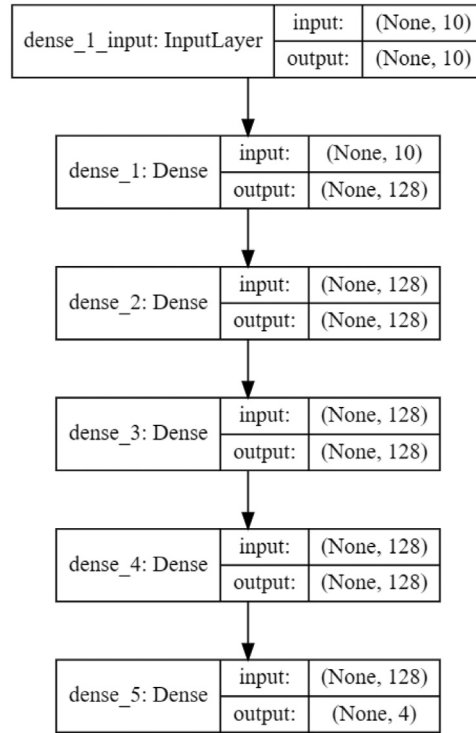 dense_1_input: InputLayer
input: (None, 10)
output: (None, 10)
dense_1: Dense
input: (None, 10)
output: (None, 128)
dense_2: Dense
input: (None, 128)
output: (None, 128)
dense_3: Dense
input: (None, 128)
output: (None, 128)
dense_4: Dense
input: (None, 128)
output: (None, 128)
dense_5: Dense
input: (None, 128)
output: (None, 4)